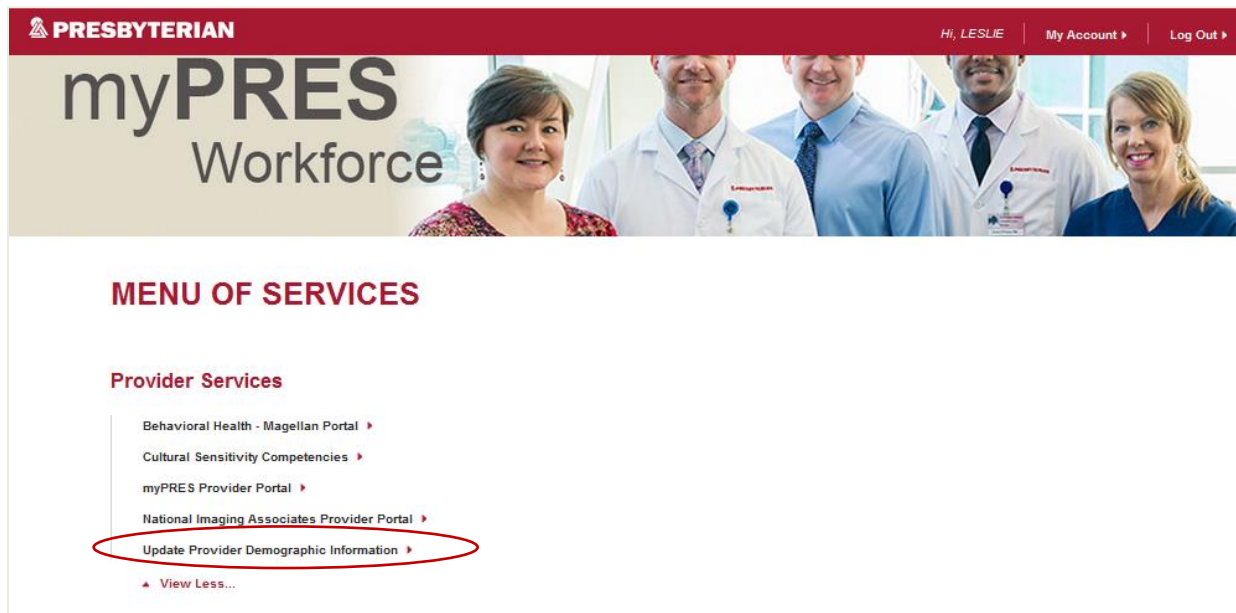 PRESBYTERIAN
Hi, LESLIE
My Account
Log Out
myPRES
Workforce
MENU OF SERVICES
Provider Services
Behavioral Health - Magellan Portal
Cultural Sensitivity Competencies
myPRES Provider Portal
National Imaging Associates Provider Portal
Update Provider Demographic Information
View Less...